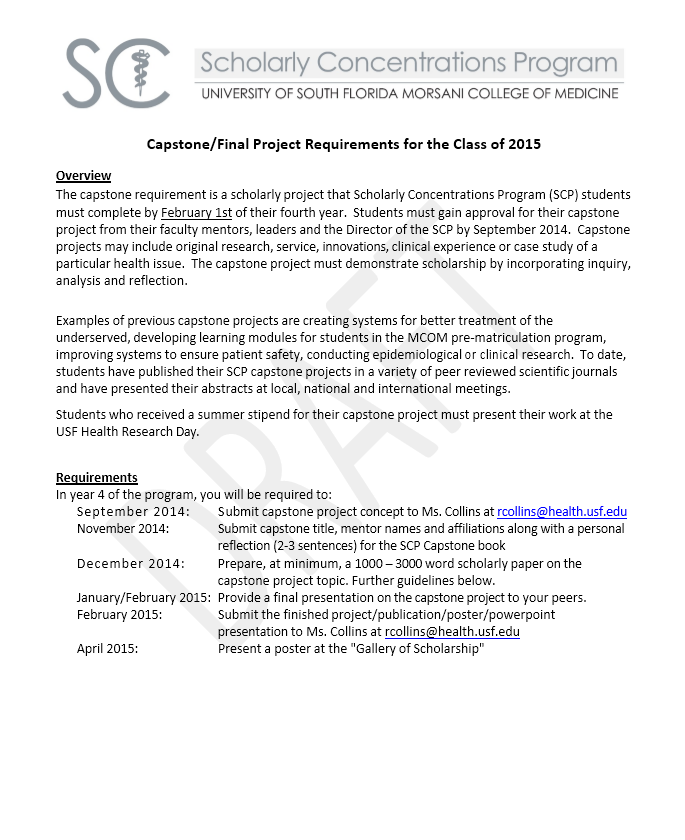 SC
Scholarly Concentrations Program
UNIVERSITY OF SOUTH FLORIDA MORSANI COLLEGE OF MEDICINE
Capstone/Final Project Requirements for the Class of 2015
Overview
The capstone requirement is a scholarly project that Scholarly Concentrations Program (SCP) students
must complete by February 1st of their fourth year.  Students must gain approval for their capstone
project from their faculty mentors, leaders and the Director of the SCP by September 2014.  Capstone
projects may include original research, service, innovations, clinical experience or case study of a
particular health issue.  The capstone project must demonstrate scholarship by incorporating inquiry,
analysis and reflection.
Examples of previous capstone projects are creating systems for better treatment of the
underserved, developing learning modules for students in the MCOM pre-matriculation program,
improving systems to ensure patient safety, conducting epidemiological or clinical research.  To date,
students have published their SCP capstone projects in a variety of peer reviewed scientific journals
and have presented their abstracts at local, national and international meetings.
Students who received a summer stipend for their capstone project must present their work at the
USF Health Research Day.
Requirements
In year 4 of the program, you will be required to:
September 2014: Submit capstone project concept to Ms. Collins at rcollins@health.usf.edu
November 2014: Submit capstone title, mentor names and affiliations along with a personal
reflection (2-3 sentences) for the SCP Capstone book
December 2014: Prepare, at minimum, a 1000 – 3000 word scholarly paper on the
capstone project topic. Further guidelines below.
January/February 2015: Provide a final presentation on the capstone project to your peers.
February 2015: Submit the finished project/publication/poster/powerpoint
presentation to Ms. Collins at rcollins@health.usf.edu
April 2015: Present a poster at the "Gallery of Scholarship"
DRAFT